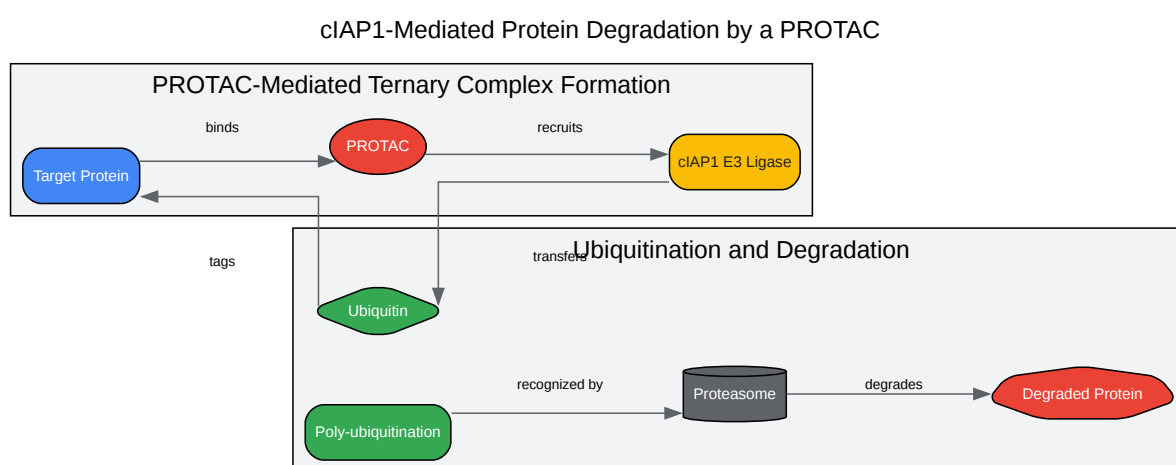 cIAP1-Mediated Protein Degradation by a PROTAC
PROTAC-Mediated Ternary Complex Formation
binds
recruits
PROTAC
cIAP1 E3 Ligase
Target Protein
Ubiquitination and Degradation
tags
transfers
Ubiquitin
recognized by
degrades
Proteasome
Degraded Protein
Poly-ubiquitination